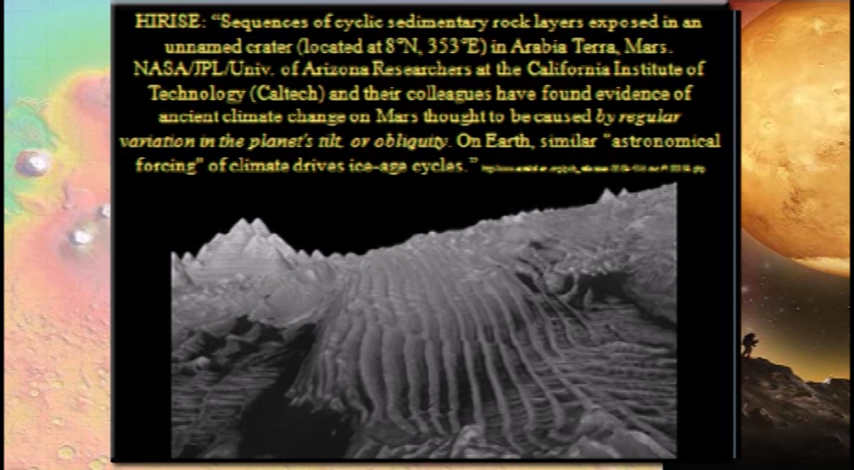 HIRISE: “Sequences of cyclic sedimentary rock layers exposed in an
unnamed crater (located at 8°N, 353°E) in Arabia Terra, Mars.
NASA/JPL/Univ. of Arizona Researchers at the California Institute of
Technology (Caltech) and their colleagues have found evidence of
ancient climate change on Mars thought to be caused by regular
variation in the planet's tilt, or obliquity. On Earth, similar "astronomical
forcing" of climate drives ice-age cycles.”